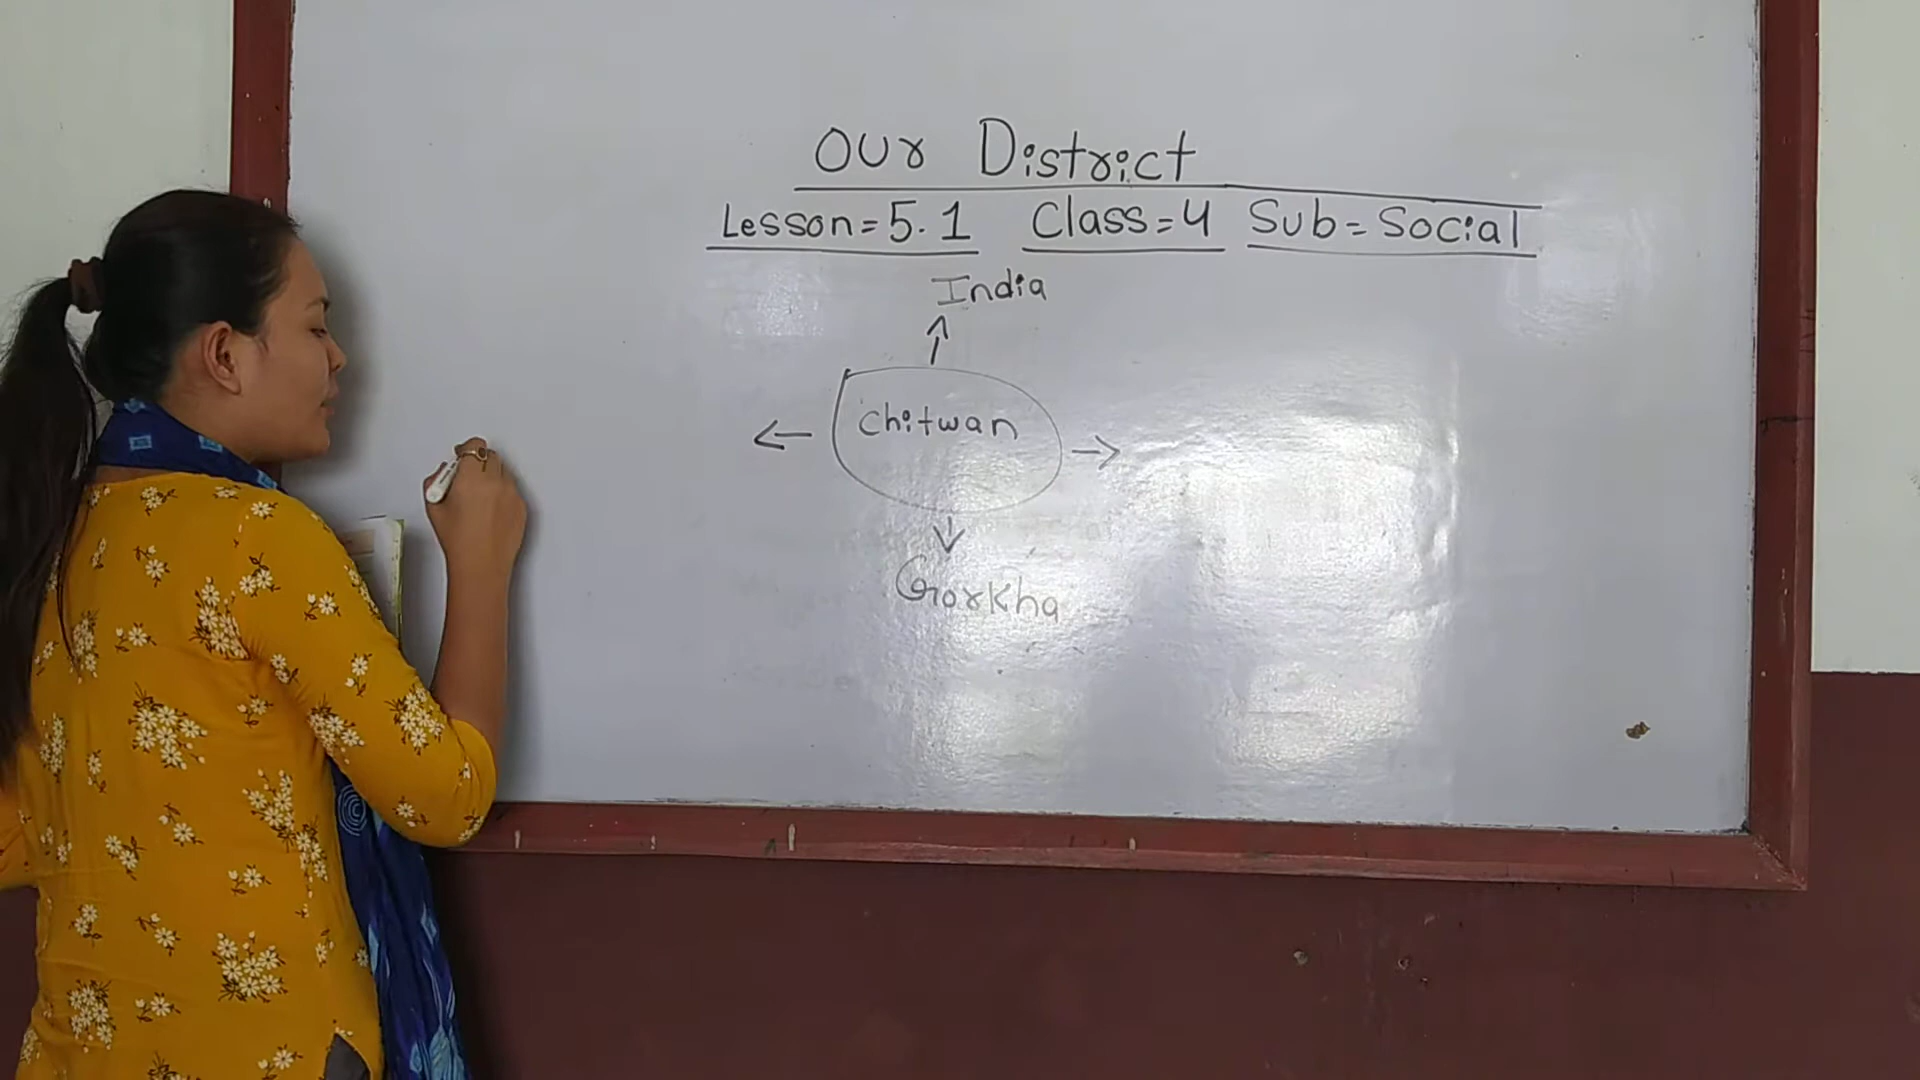 Our District
Lesson=5.1 Class=4 Sub=Social
India
Chitwan
Gorkha